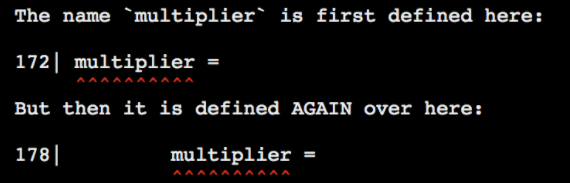 The name `multiplier` is first defined here:
172| multiplier =
^^^^^^^^^^
But then it is defined AGAIN over here:
178|         multiplier =
^^^^^^^^^^